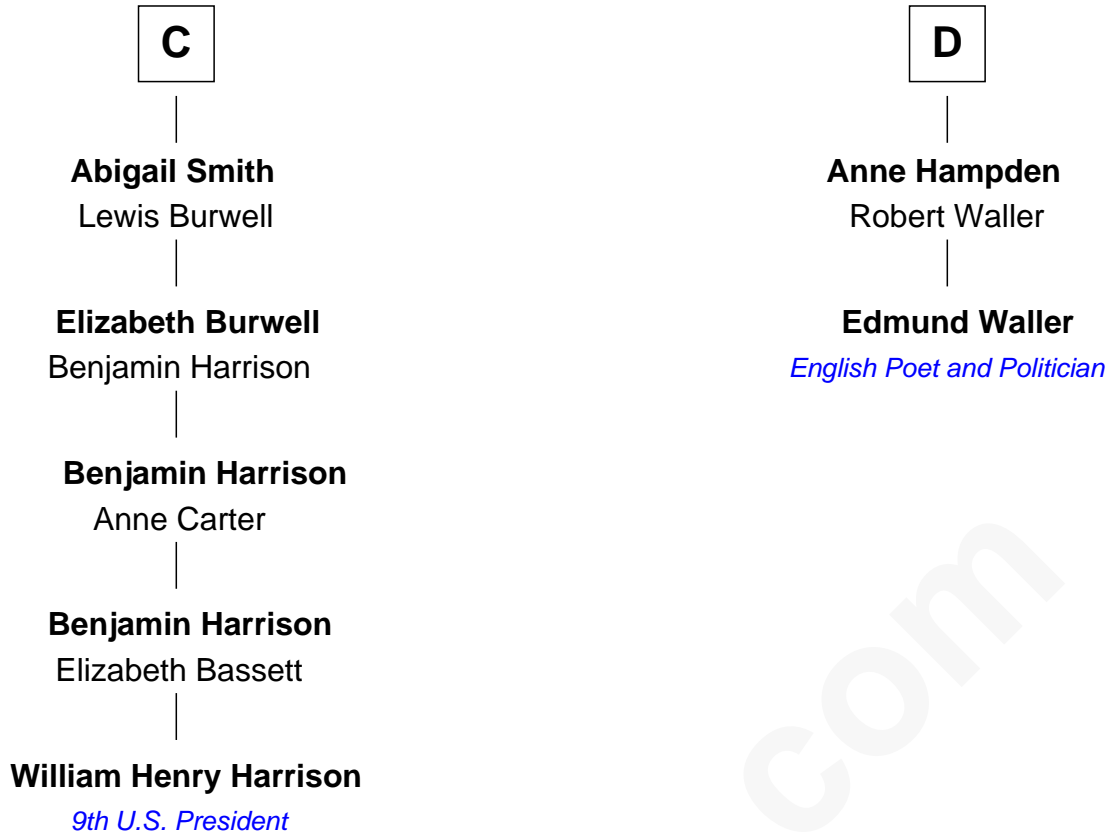 C
Abigail Smith
Lewis Burwell
Elizabeth Burwell
Benjamin Harrison
Benjamin Harrison
Anne Carter
Benjamin Harrison
Elizabeth Bassett
William Henry Harrison
9th U.S. President
D
Anne Hampden
Robert Waller
Edmund Waller
English Poet and Politician
com